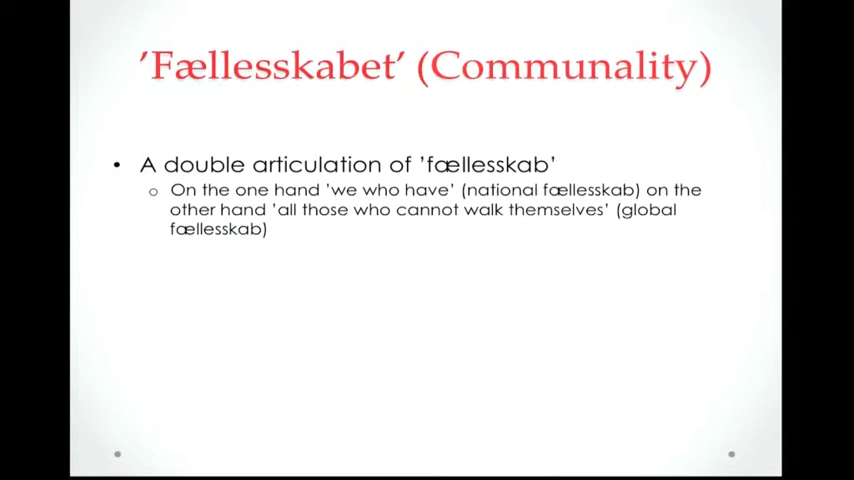 ’Fællesskabet’ (Communality)
• A double articulation of ’fællesskab’
o On the one hand ’we who have’ (national fællesskab) on the
other hand ’all those who cannot walk themselves’ (global
fællesskab)